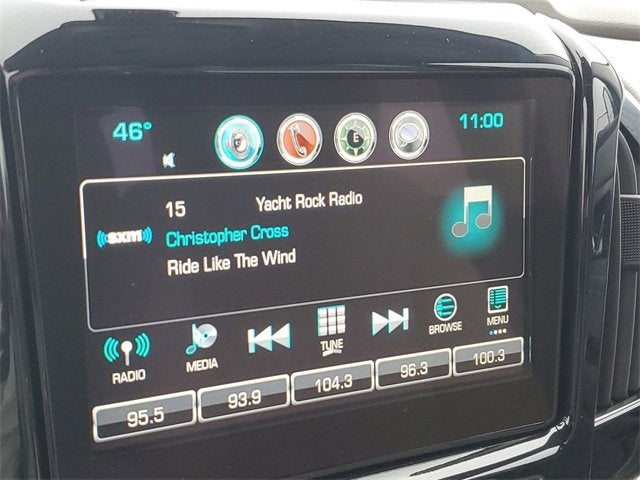 46° 11:00
E
15 Yacht Rock Radio
((sxm))
Christopher Cross
Ride Like The Wind
RADIO MEDIA TUNE BROWSE MENU
95.5 93.9 104.3 96.3 100.3